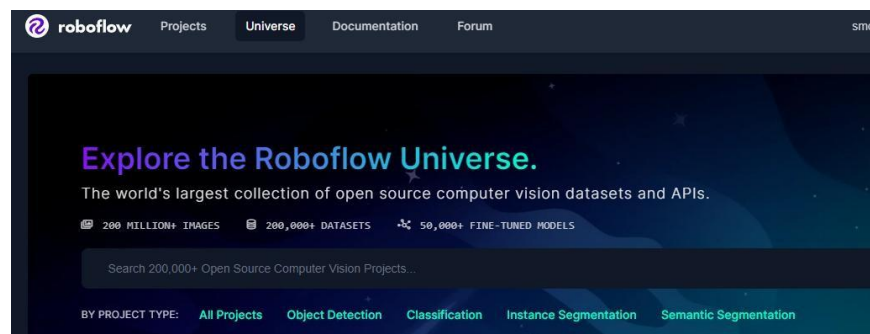 roboflow Projects Universe Documentation Forum
Explore the Roboflow Universe.
The world's largest collection of open source computer vision datasets and APIs.
200 MILLION+ IMAGES 200,000+ DATASETS 50,000+ FINE-TUNED MODELS
Search 200,000+ Open Source Computer Vision Projects...
BY PROJECT TYPE: All Projects Object Detection Classification Instance Segmentation Semantic Segmentation